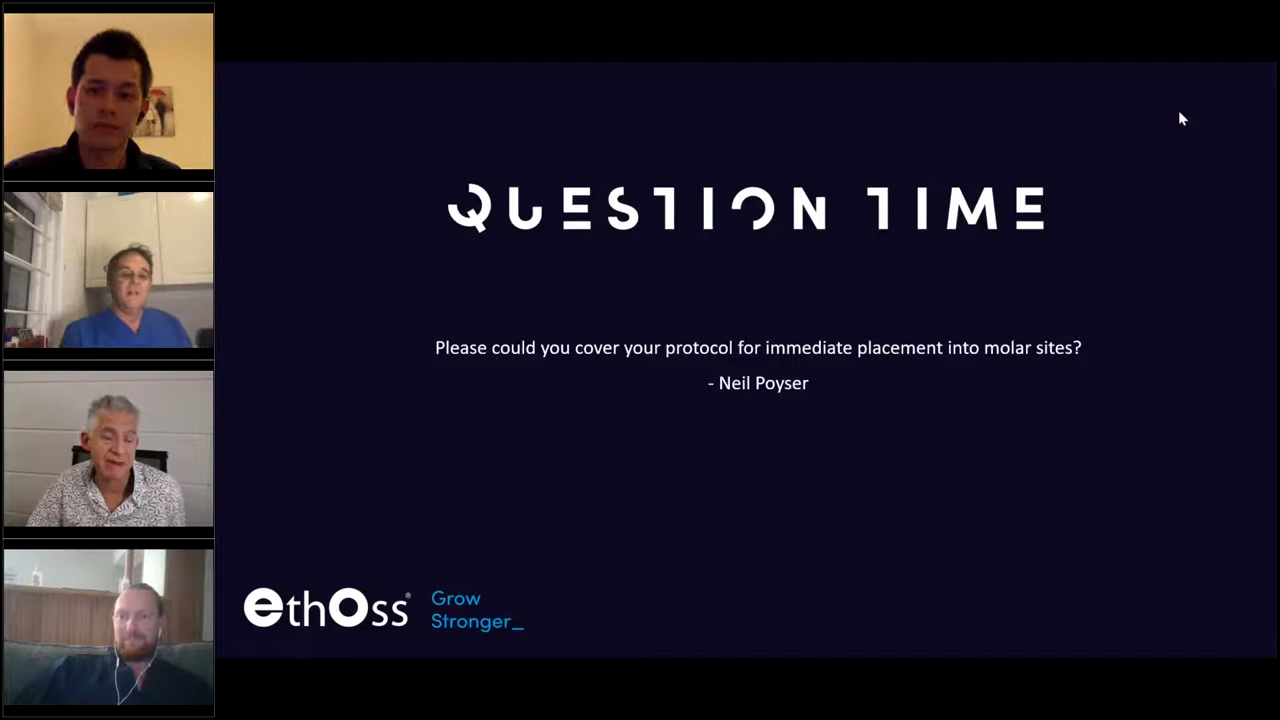 QUESTION TIME
Please could you cover your protocol for immediate placement into molar sites?
- Neil Poyser
ethOss®
Grow
Stronger_